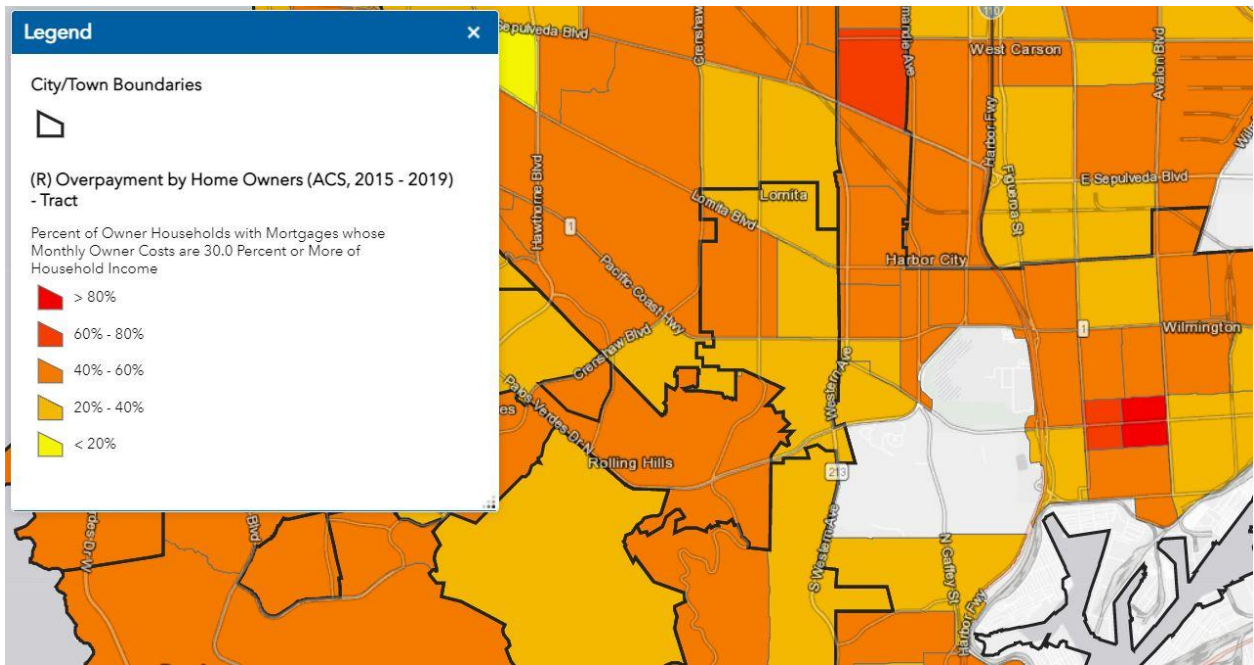 Legend
×
City/Town Boundaries
(R) Overpayment by Home Owners (ACS, 2015 - 2019)
- Tract
Percent of Owner Households with Mortgages whose
Monthly Owner Costs are 30.0 Percent or More of
Household Income
> 80%
60% - 80%
40% - 60%
20% - 40%
< 20%
Sepulveda Blvd
Crenshaw
110
West Carson
Avalon Blvd
Hawthorne Blvd
1
Lomita
Lomita Blvd
Harbor Fwy
Figueroa St
E Sepulveda Blvd
Harbor City
Pacific Coast Hwy
Crenshaw Blvd
1
Wilmington
Western Ave
Palos Verdes Dr N
es
Rolling Hills
213
S Western Ave
N Gaffey St
Harbor Fwy
Blvd
des Dr W